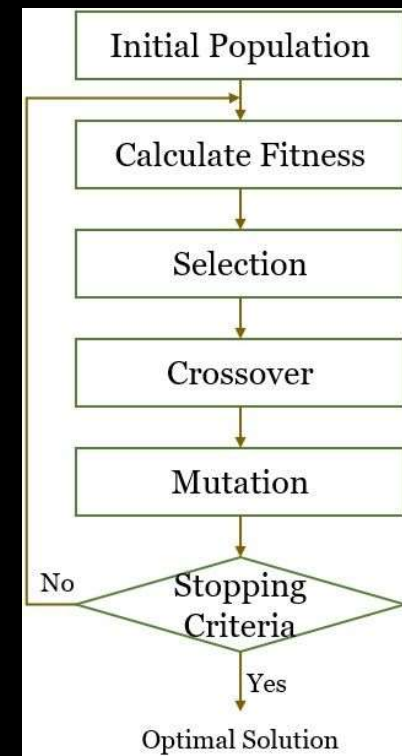 Initial Population
Calculate Fitness
Selection
Crossover
Mutation
Stopping
Criteria
No
Yes
Optimal Solution